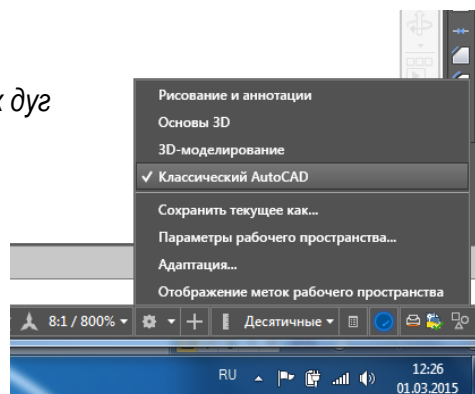 к дуг
Рисование и аннотации
Основы 3D
3D-моделирование
✓ Классический AutoCAD
Сохранить текущее как...
Параметры рабочего пространства...
Адаптация...
Отображение меток рабочего пространства
8:1 / 800% Десятичные
RU 12:26
01.03.2015